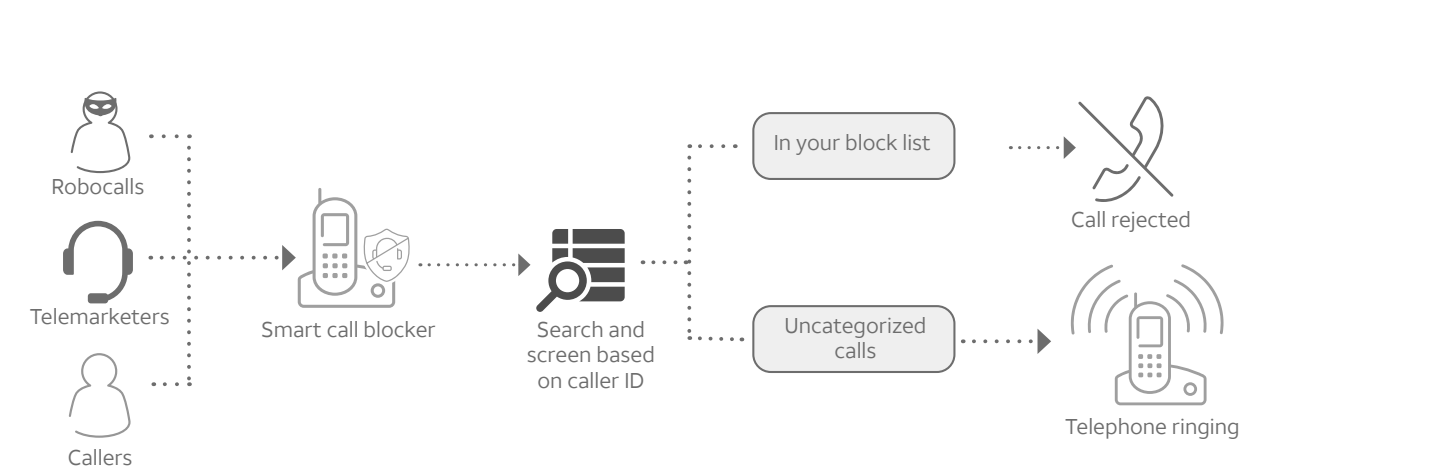 Robocalls
Telemarketers
Callers
Smart call blocker
Search and
screen based
on caller ID
In your block list
Uncategorized
calls
Call rejected
Telephone ringing